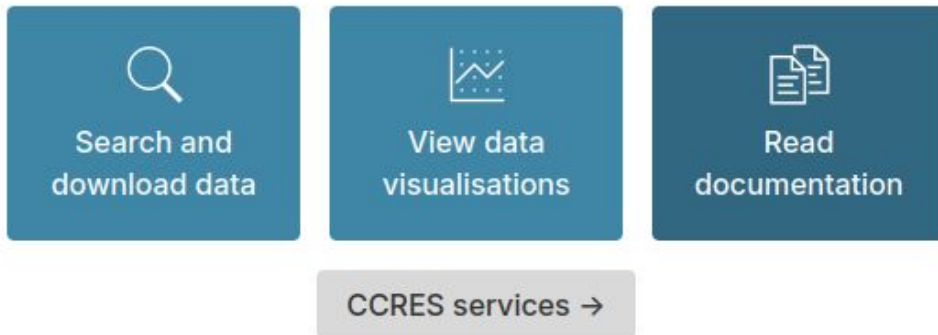 Search and
download data
View data
visualisations
Read
documentation
CCRES services →